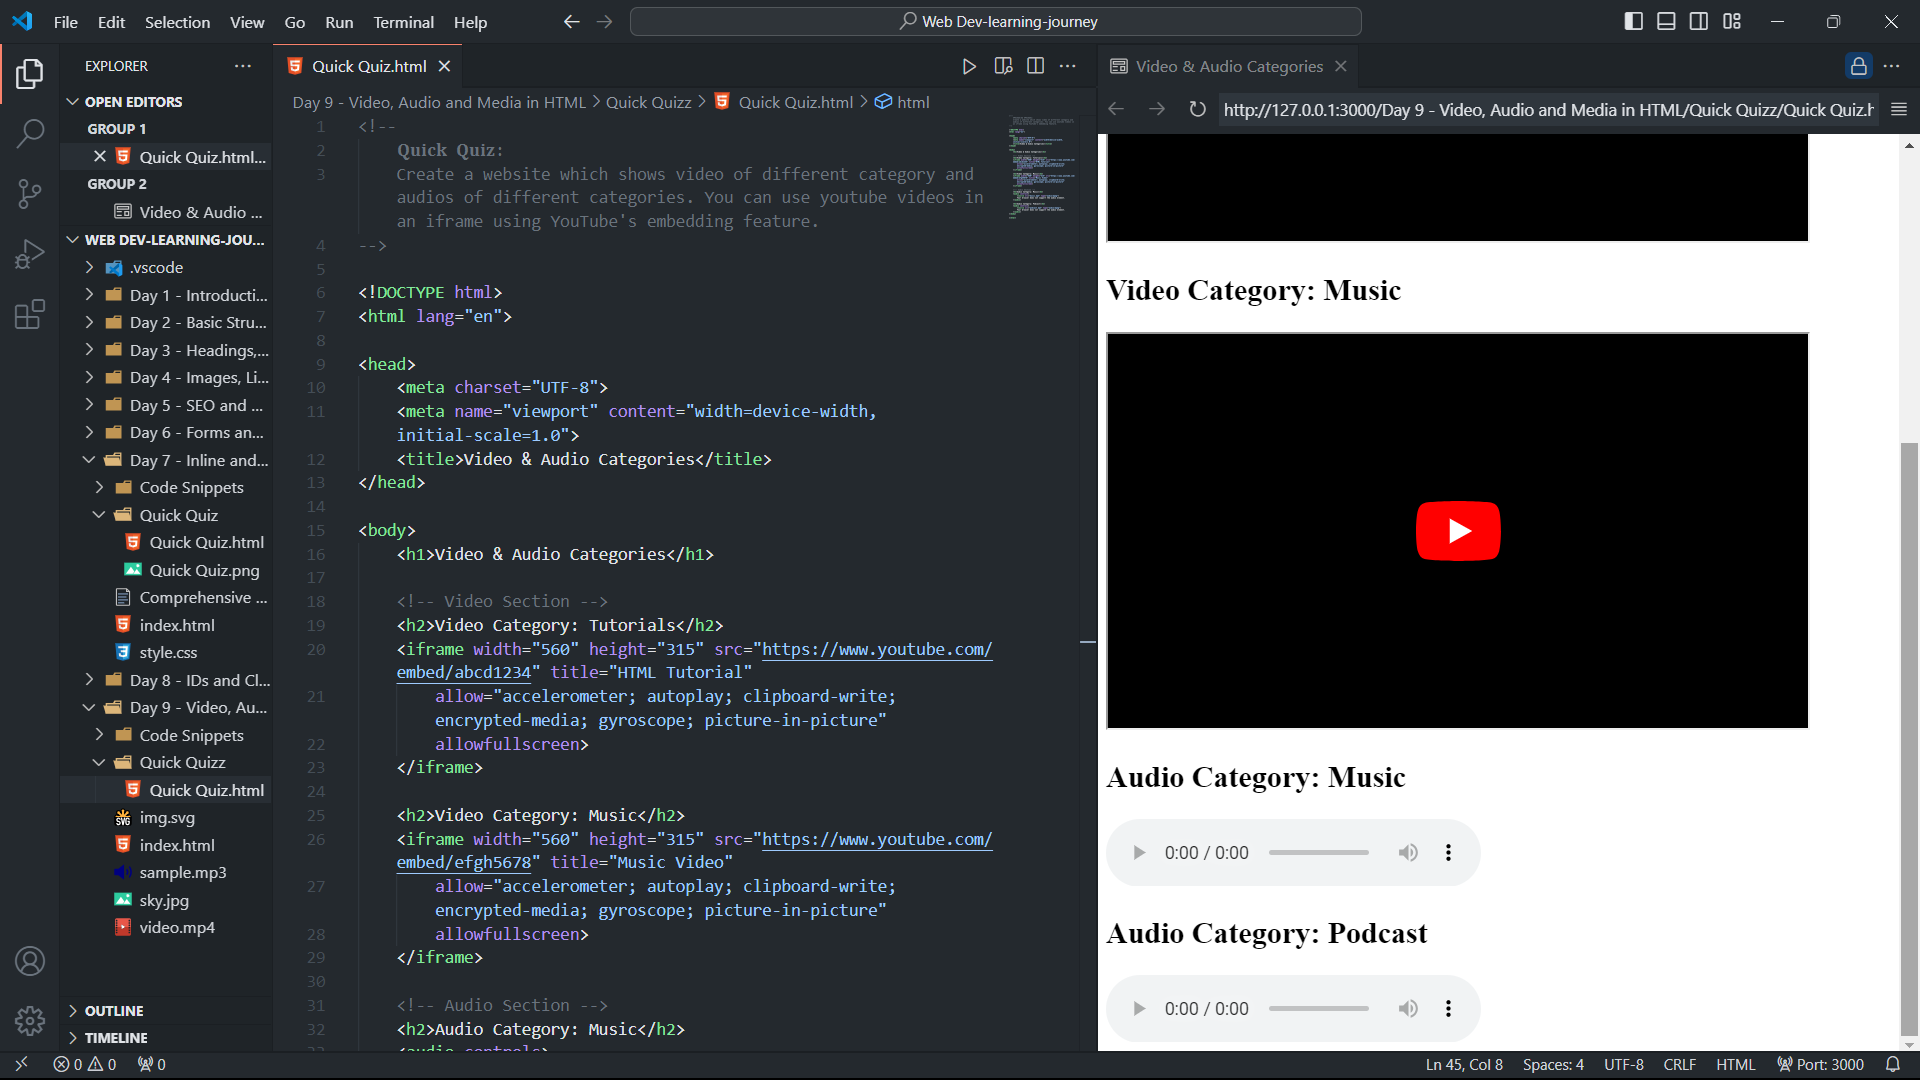 File Edit Selection View Go Run Terminal Help
Web Dev-learning-journey
EXPLORER
OPEN EDITORS
GROUP 1
Quick Quiz.html...
GROUP 2
Video & Audio ...
WEB DEV-LEARNING-JOU...
.vscode
Day 1 - Introducti...
Day 2 - Basic Stru...
Day 3 - Headings,...
Day 4 - Images, Li...
Day 5 - SEO and ...
Day 6 - Forms an...
Day 7 - Inline and...
Code Snippets
Quick Quiz
Quick Quiz.html
Quick Quiz.png
Comprehensive ...
index.html
style.css
Day 8 - IDs and Cl...
Day 9 - Video, Au...
Code Snippets
Quick Quizz
Quick Quiz.html
img.svg
index.html
sample.mp3
sky.jpg
video.mp4
OUTLINE
TIMELINE
Quick Quiz.html
Day 9 - Video, Audio and Media in HTML > Quick Quizz > Quick Quiz.html > html
1 <!--
2 Quick Quiz:
3 Create a website which shows video of different category and
audios of different categories. You can use youtube videos in
an iframe using YouTube's embedding feature.
4 -->
5
6 <!DOCTYPE html>
7 <html lang="en">
8
9 <head>
10 <meta charset="UTF-8">
11 <meta name="viewport" content="width=device-width,
initial-scale=1.0">
12 <title>Video & Audio Categories</title>
13 </head>
14
15 <body>
16 <h1>Video & Audio Categories</h1>
17
18 <!-- Video Section -->
19 <h2>Video Category: Tutorials</h2>
20 <iframe width="560" height="315" src="https://www.youtube.com/
embed/abcd1234" title="HTML Tutorial"
21 allow="accelerometer; autoplay; clipboard-write;
encrypted-media; gyroscope; picture-in-picture"
22 allowfullscreen>
23 </iframe>
24
25 <h2>Video Category: Music</h2>
26 <iframe width="560" height="315" src="https://www.youtube.com/
embed/efgh5678" title="Music Video"
27 allow="accelerometer; autoplay; clipboard-write;
encrypted-media; gyroscope; picture-in-picture"
28 allowfullscreen>
29 </iframe>
30
31 <!-- Audio Section -->
32 <h2>Audio Category: Music</h2>
33 <audio controls>
Video & Audio Categories
http://127.0.0.1:3000/Day 9 - Video, Audio and Media in HTML/Quick Quizz/Quick Quiz.h
Video Category: Music
Audio Category: Music
0:00 / 0:00
Audio Category: Podcast
0:00 / 0:00
0 0 0
Ln 45, Col 8 Spaces: 4 UTF-8 CRLF HTML Port: 3000